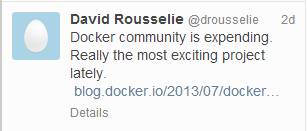 David Rousselie @drousselie 2d
Docker community is expending.
Really the most exciting project
lately.
blog.docker.io/2013/07/docker...
Details